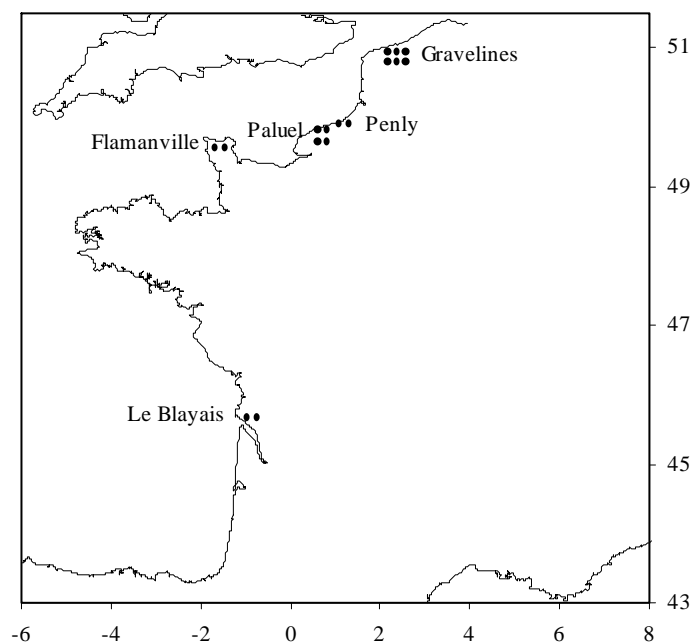 51
Gravelines
Paluel
Penly
Flamanville
49
47
Le Blayais
45
43
-6 -4 -2 0 2 4 6 8